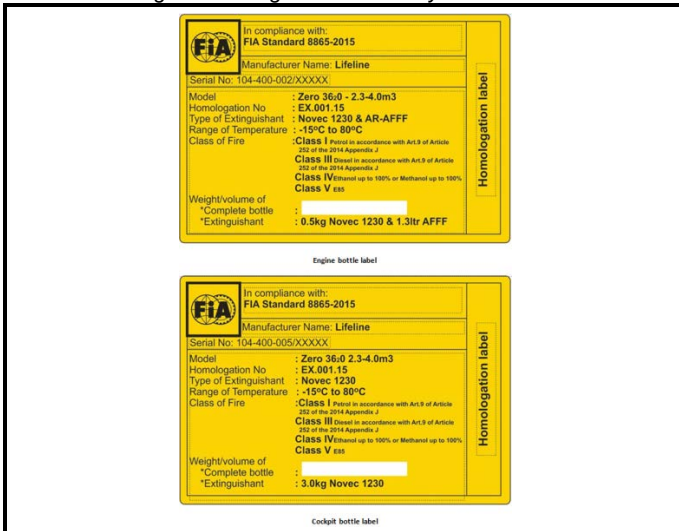 FiA
In compliance with:
FIA Standard 8865-2015
Manufacturer Name: Lifeline
Serial No: 104-400-002/XXXXX
Model : Zero 360 - 2.3-4.0m3
Homologation No : EX.001.15
Type of Extinguishant : Novec 1230 & AR-AFFF
Range of Temperature : -15ºC to 80ºC
Class of Fire :Class I Petrol in accordance with Art.9 of Article
252 of the 2014 Appendix J
Class III Diesel in accordance with Art.9 of Article
252 of the 2014 Appendix J
Class IV Ethanol up to 100% or Methanol up to 100%
Class V E85
Weight/volume of
*Complete bottle :
*Extinguishant : 0.5kg Novec 1230 & 1.3ltr AFFF
Homologation label
Engine bottle label
FiA
In compliance with:
FIA Standard 8865-2015
Manufacturer Name: Lifeline
Serial No: 104-400-005/XXXXX
Model : Zero 360 2.3-4.0m3
Homologation No : EX.001.15
Type of Extinguishant : Novec 1230
Range of Temperature : -15ºC to 80ºC
Class of Fire :Class I Petrol in accordance with Art.9 of Article
252 of the 2014 Appendix J
Class III Diesel in accordance with Art.9 of Article
252 of the 2014 Appendix J
Class IV Ethanol up to 100% or Methanol up to 100%
Class V E85
Weight/volume of
*Complete bottle :
*Extinguishant : 3.0kg Novec 1230
Homologation label
Cockpit bottle label